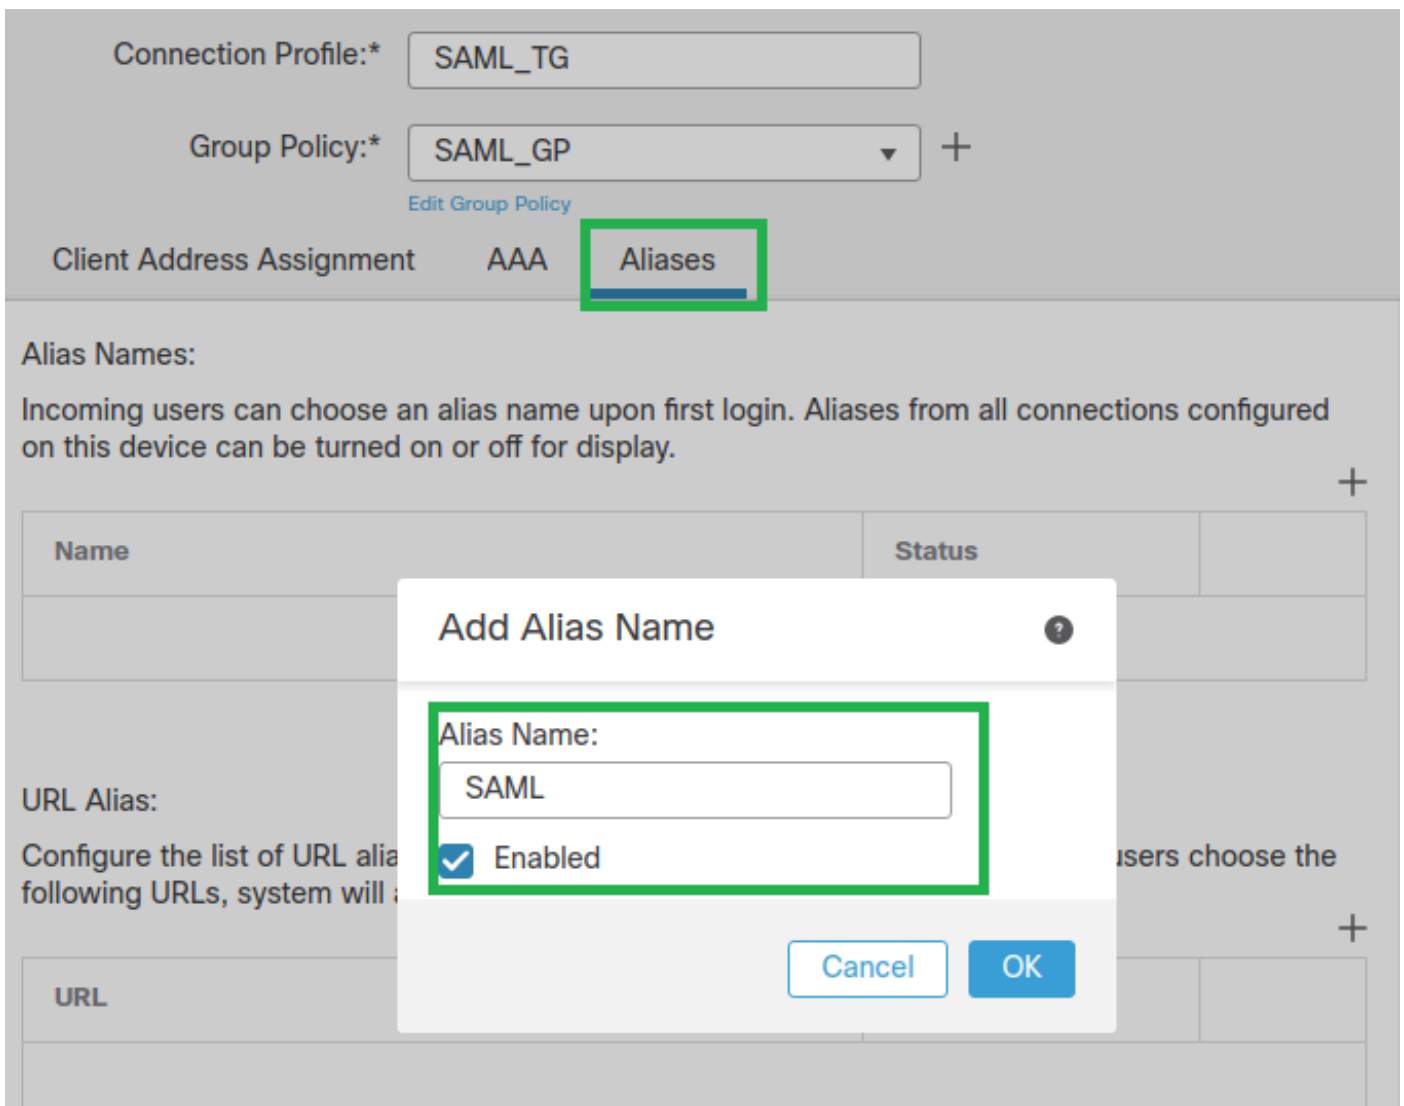 Connection Profile:* SAML_TG
Group Policy:* SAML_GP
Edit Group Policy
Client Address Assignment AAA Aliases
Alias Names:
Incoming users can choose an alias name upon first login. Aliases from all connections configured
on this device can be turned on or off for display.
Name Status
Add Alias Name
Alias Name:
SAML
Enabled
Cancel OK
URL Alias:
Configure the list of URL alia users choose the
following URLs, system will
URL